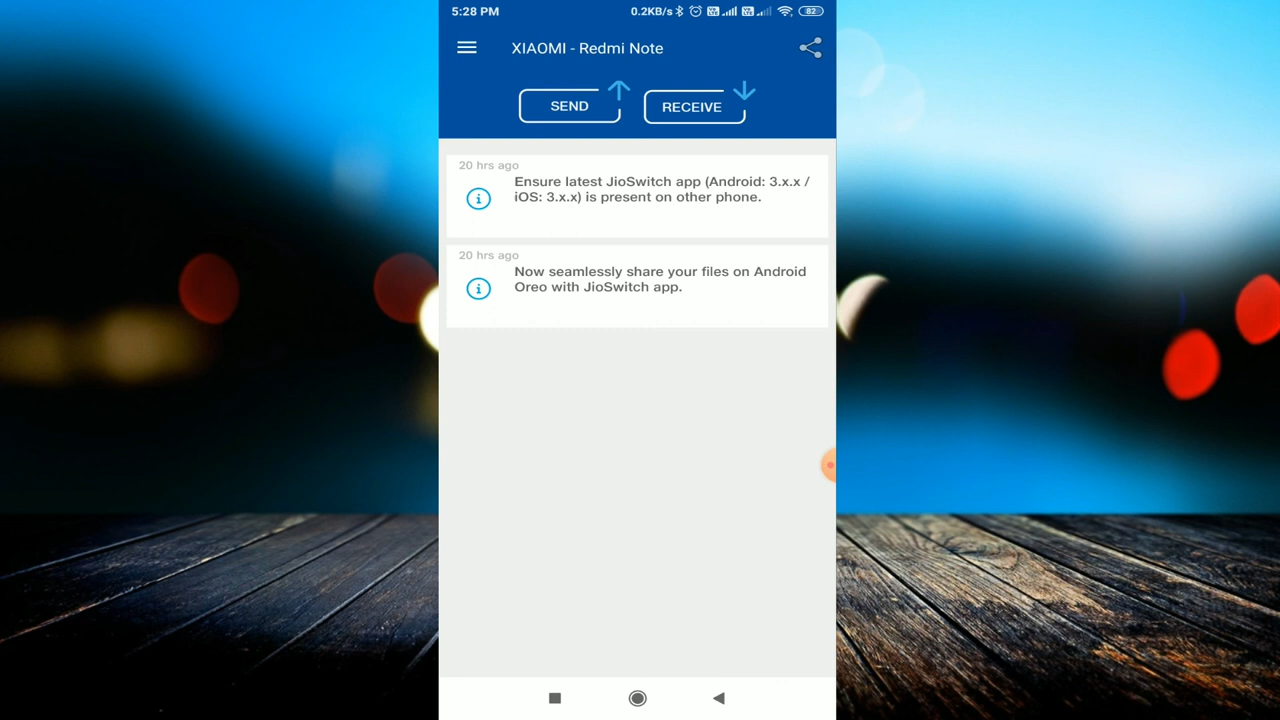 5:28 PM
0.2KB/s
82
XIAOMI - Redmi Note
SEND
RECEIVE
20 hrs ago
Ensure latest JioSwitch app (Android: 3.x.x /
iOS: 3.x.x) is present on other phone.
20 hrs ago
Now seamlessly share your files on Android
Oreo with JioSwitch app.